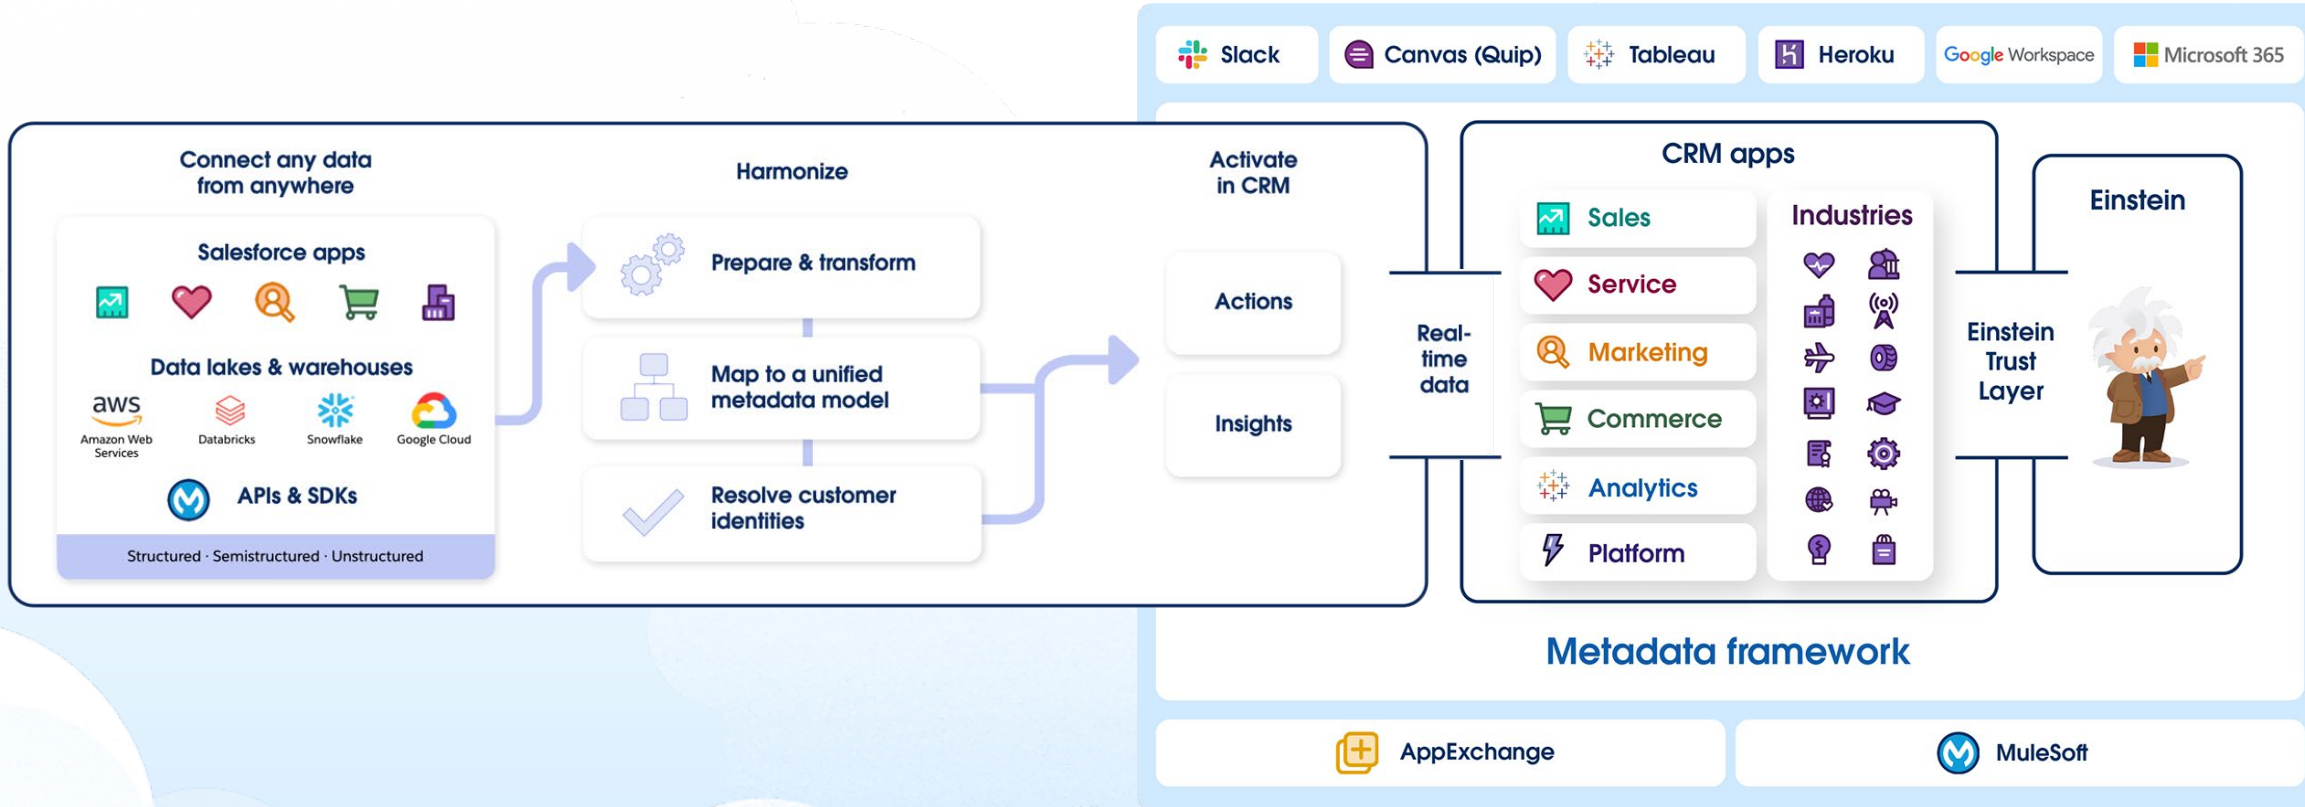 Slack
Canvas (Quip)
Tableau
Heroku
Google Workspace
Microsoft 365
Connect any data
from anywhere
Salesforce apps
Data lakes & warehouses
aws
Amazon Web
Services
Databricks
Snowflake
Google Cloud
APIs & SDKs
Structured · Semistructured · Unstructured
Harmonize
Prepare & transform
Map to a unified
metadata model
Resolve customer
identities
Activate
in CRM
Actions
Insights
Real-
time
data
CRM apps
Sales
Service
Marketing
Commerce
Analytics
Platform
Industries
Einstein
Trust
Layer
Einstein
Metadata framework
AppExchange
MuleSoft